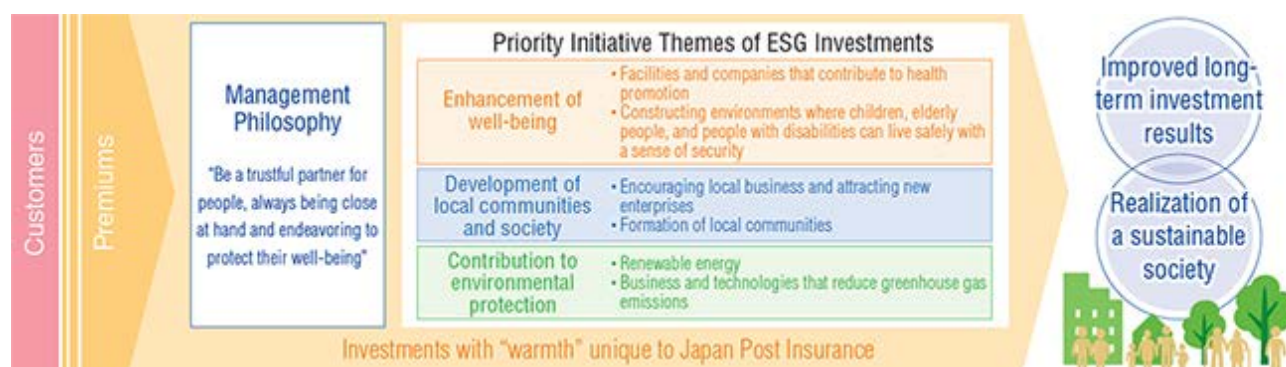 Customers
Premiums
Management
Philosophy
"Be a trustful partner for
people, always being close
at hand and endeavoring to
protect their well-being"
Priority Initiative Themes of ESG Investments
Enhancement of
well-being
• Facilities and companies that contribute to health
promotion
• Constructing environments where children, elderly
people, and people with disabilities can live safely with
a sense of security
Development of
local communities
and society
• Encouraging local business and attracting new
enterprises
• Formation of local communities
Contribution to
environmental
protection
• Renewable energy
• Business and technologies that reduce greenhouse gas
emissions
Investments with "warmth" unique to Japan Post Insurance
Improved long-
term investment
results
Realization of
a sustainable
society